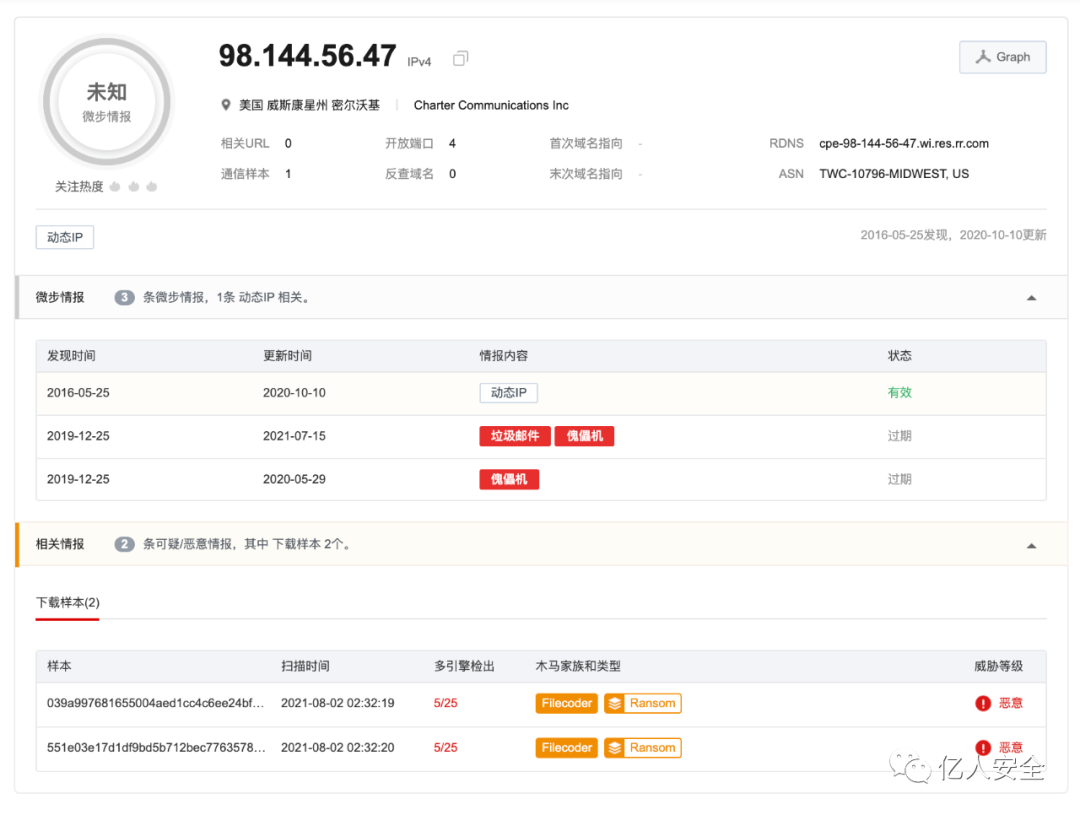 未知
微步情报
关注热度
98.144.56.47 IPv4
Graph
美国 威斯康星州 密尔沃基 Charter Communications Inc
相关URL 0 开放端口 4 首次域名指向 - RDNS cpe-98-144-56-47.wi.res.rr.com
通信样本 1 反查域名 0 末次域名指向 - ASN TWC-10796-MIDWEST, US
动态IP 2016-05-25发现，2020-10-10更新
微步情报 3 条微步情报，1条 动态IP 相关。
发现时间 更新时间 情报内容 状态
2016-05-25 2020-10-10 动态IP 有效
2019-12-25 2021-07-15 垃圾邮件 傀儡机 过期
2019-12-25 2020-05-29 傀儡机 过期
相关情报 2 条可疑/恶意情报，其中 下载样本 2个。
下载样本(2)
样本 扫描时间 多引擎检出 木马家族和类型 威胁等级
039a997681655004aed1cc4c6ee24bf... 2021-08-02 02:32:19 5/25 Filecoder Ransom 恶意
551e03e17d1df9bd5b712bec7763578... 2021-08-02 02:32:20 5/25 Filecoder Ransom 恶意
亿人安全